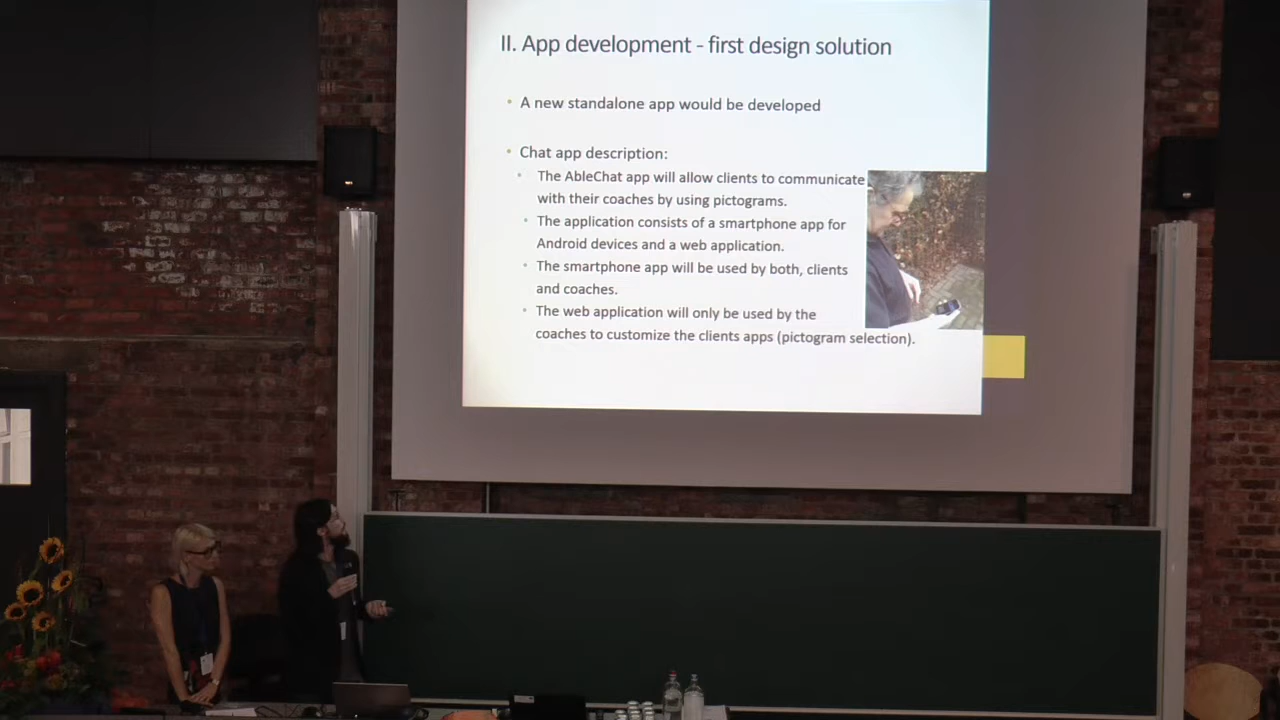 II. App development - first design solution
• A new standalone app would be developed
• Chat app description:
• The AbleChat app will allow clients to communicate
with their coaches by using pictograms.
• The application consists of a smartphone app for
Android devices and a web application.
• The smartphone app will be used by both, clients
and coaches.
• The web application will only be used by the
coaches to customize the clients apps (pictogram selection).